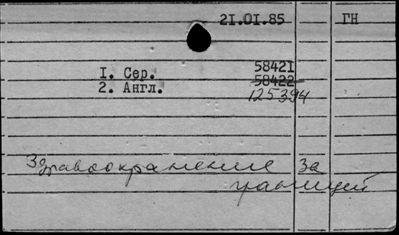 21.01.85 ГН
58421
1. Сер. 58422
2. Англ. 125394
Здравоохранение за
границей